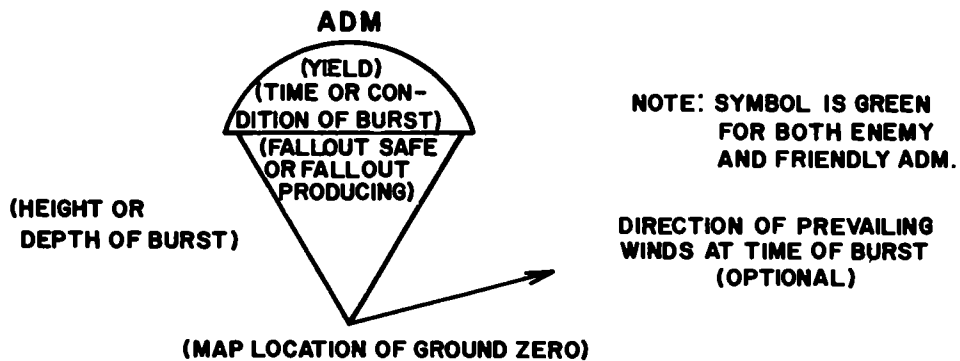 ADM
(YIELD)
(TIME OR CON-
DITION OF BURST)
(FALLOUT SAFE
OR FALLOUT
PRODUCING)
(HEIGHT OR
DEPTH OF BURST)
NOTE: SYMBOL IS GREEN
FOR BOTH ENEMY
AND FRIENDLY ADM.
DIRECTION OF PREVAILING
WINDS AT TIME OF BURST
(OPTIONAL)
(MAP LOCATION OF GROUND ZERO)